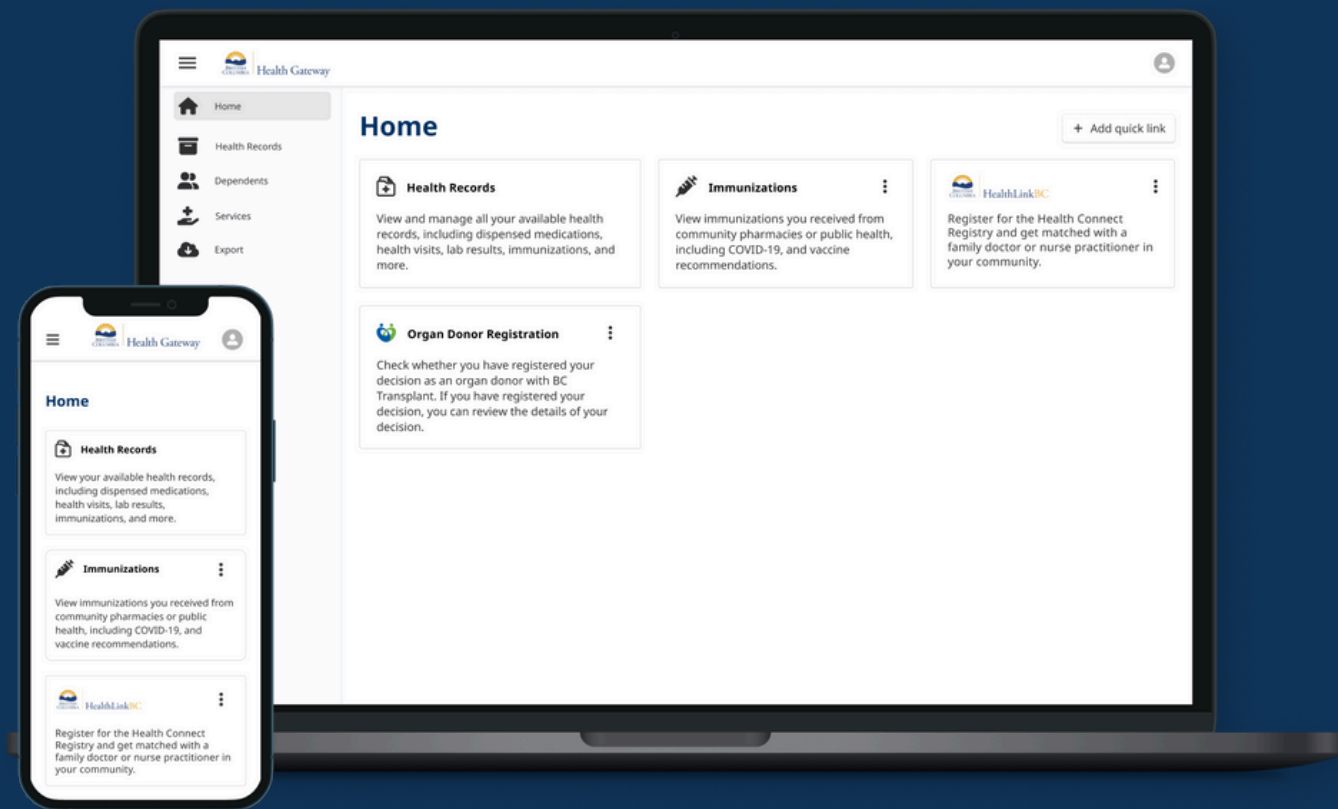 BRITISH
COLUMBIA
Health Gateway
Home
Health Records
Dependents
Services
Export
Home
+ Add quick link
Health Records
View and manage all your available health
records, including dispensed medications,
health visits, lab results, immunizations, and
more.
Immunizations
View immunizations you received from
community pharmacies or public health,
including COVID-19, and vaccine
recommendations.
BRITISH
COLUMBIA
HealthLinkBC
Register for the Health Connect
Registry and get matched with a
family doctor or nurse practitioner in
your community.
Organ Donor Registration
Check whether you have registered your
decision as an organ donor with BC
Transplant. If you have registered your
decision, you can review the details of your
decision.
BRITISH
COLUMBIA
Health Gateway
Home
Health Records
View your available health records,
including dispensed medications,
health visits, lab results,
immunizations, and more.
Immunizations
View immunizations you received from
community pharmacies or public
health, including COVID-19, and
vaccine recommendations.
BRITISH
COLUMBIA
HealthLinkBC
Register for the Health Connect
Registry and get matched with a
family doctor or nurse practitioner in
your community.